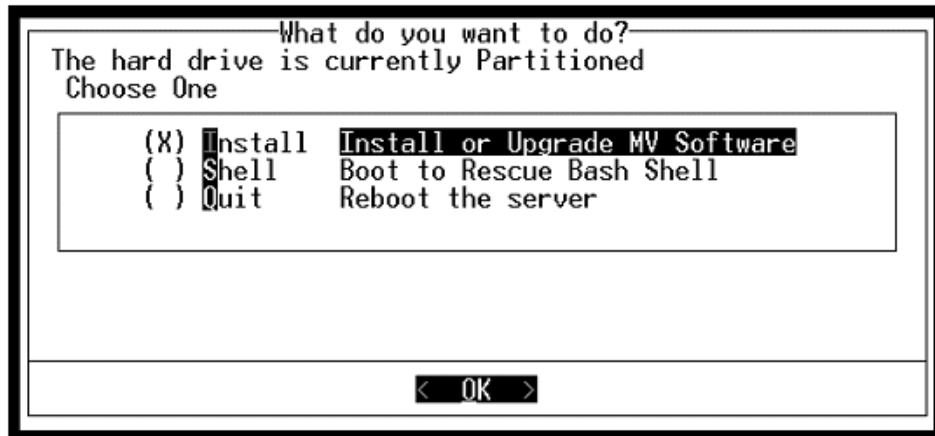 What do you want to do?
The hard drive is currently Partitioned
Choose One
(X) Install Install or Upgrade MV Software
( ) Shell Boot to Rescue Bash Shell
( ) Quit Reboot the server
< OK >